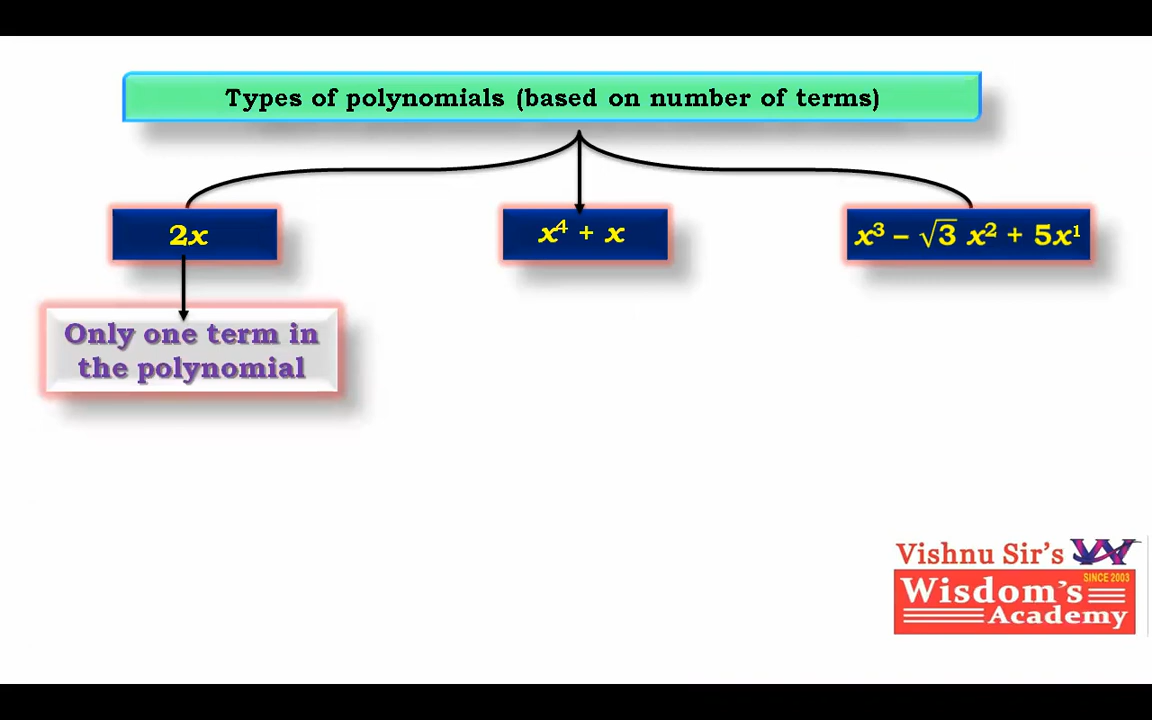 Types of polynomials (based on number of terms)
2x
x⁴ + x
x³ – √3 x² + 5x¹
Only one term in
the polynomial
Vishnu Sir's
SINCE 2003
Wisdom's
Academy